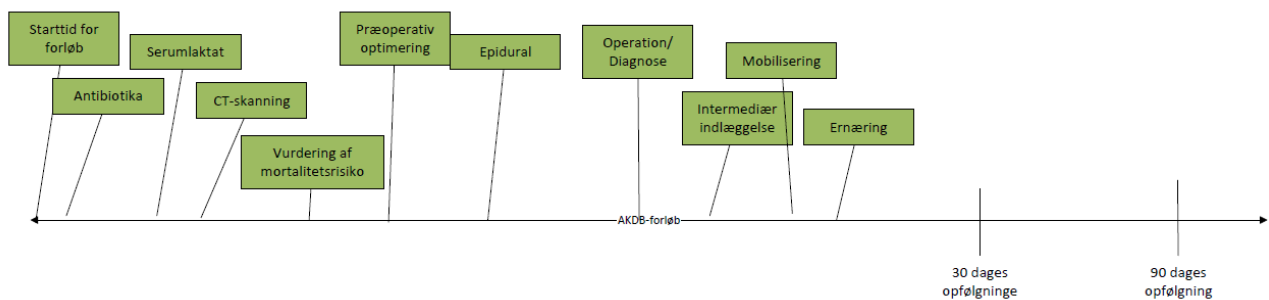 Starttid for
forløb
Antibiotika
Serumlaktat
CT-skanning
Vurdering af
mortalitetsrisiko
Præoperativ
optimering
Epidural
Operation/
Diagnose
Intermediær
indlæggelse
Mobilisering
Ernæring
AKDB-forløb
30 dages
opfølgninge
90 dages
opfølgning